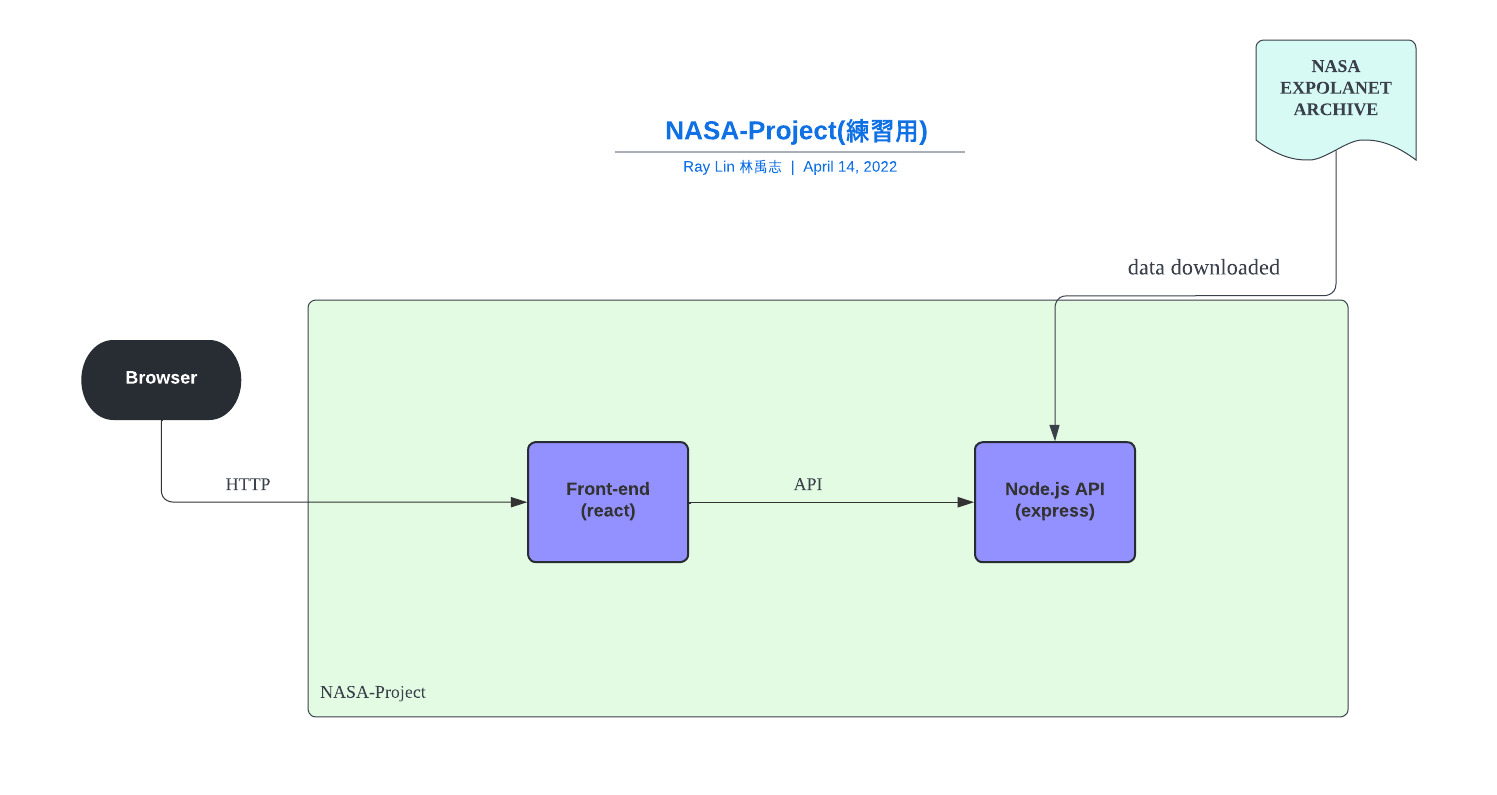 NASA
EXPOLANET
ARCHIVE
NASA-Project(練習用)
Ray Lin 林禹志 | April 14, 2022
data downloaded
Browser
HTTP
Front-end
(react)
API
Node.js API
(express)
NASA-Project